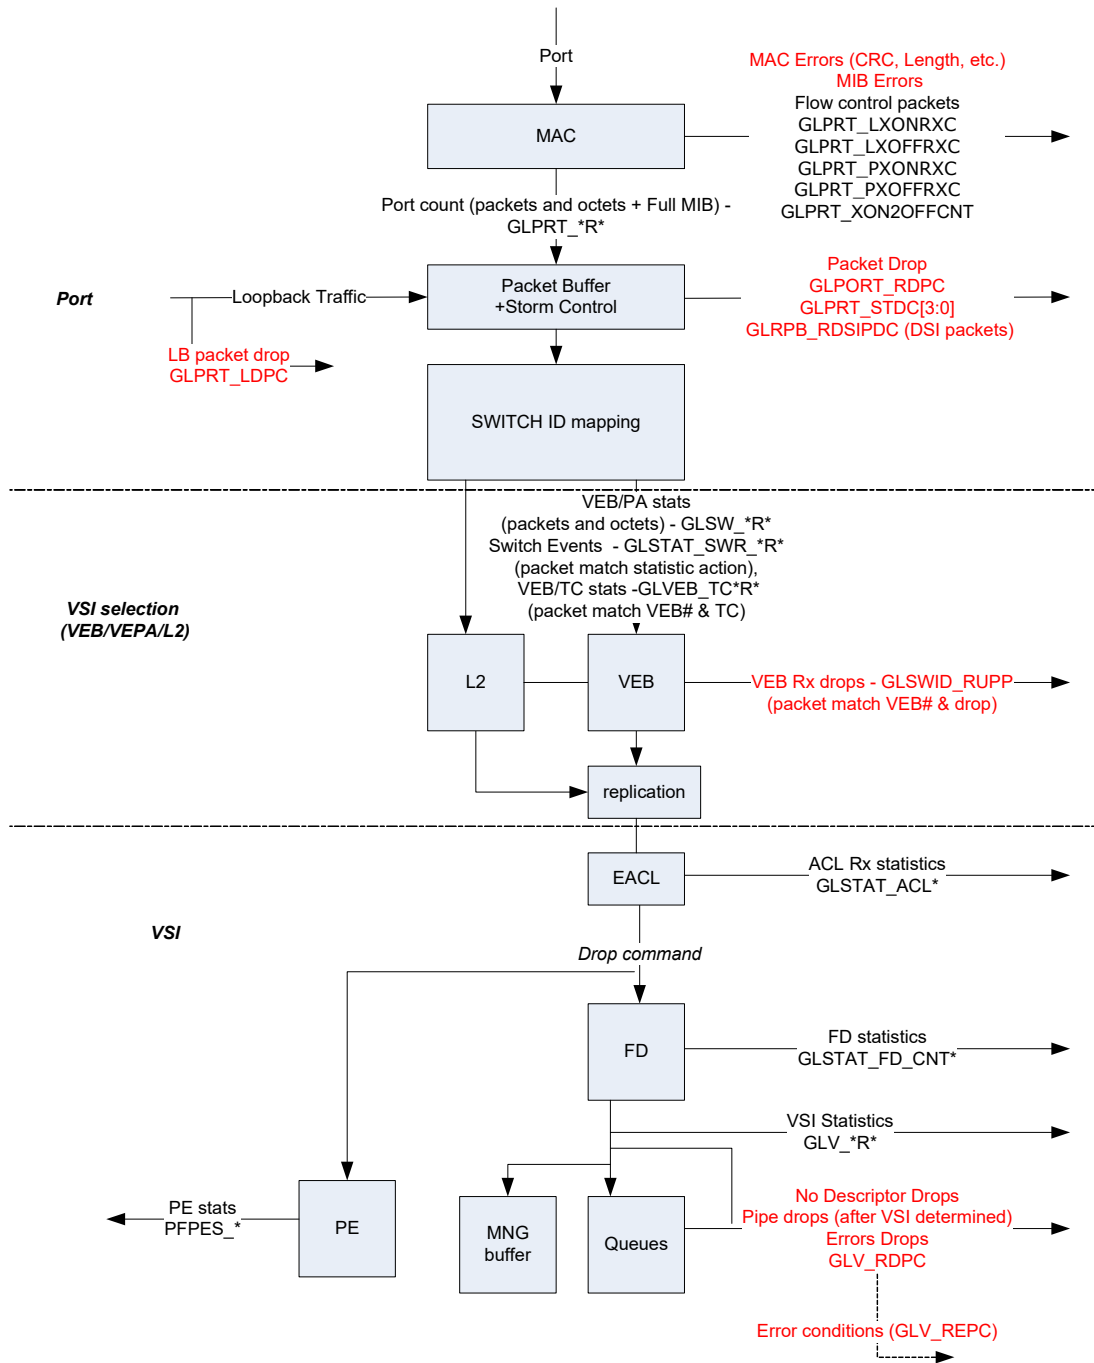 Port
MAC Errors (CRC, Length, etc.)
MIB Errors
Flow control packets
GLPRT_LXONRXC
GLPRT_LXOFFRXC
GLPRT_PXONRXC
GLPRT_PXOFFRXC
GLPRT_XON2OFFCNT
MAC
Port count (packets and octets + Full MIB) -
GLPRT_*R*
Port
Loopback Traffic
Packet Buffer
+Storm Control
Packet Drop
GLPORT_RDPC
GLPRT_STDC[3:0]
GLRPB_RDSIPDC (DSI packets)
LB packet drop
GLPRT_LDPC
SWITCH ID mapping
VEB/PA stats
(packets and octets) - GLSW_*R*
Switch Events  - GLSTAT_SWR_*R*
(packet match statistic action),
VEB/TC stats -GLVEB_TC*R*
(packet match VEB# & TC)
VSI selection
(VEB/VEPA/L2)
L2
VEB
VEB Rx drops - GLSWID_RUPP
(packet match VEB# & drop)
replication
EACL
ACL Rx statistics
GLSTAT_ACL*
VSI
Drop command
FD
FD statistics
GLSTAT_FD_CNT*
VSI Statistics
GLV_*R*
PE stats
PFPES_*
PE
MNG
buffer
Queues
No Descriptor Drops
Pipe drops (after VSI determined)
Errors Drops
GLV_RDPC
Error conditions (GLV_REPC)